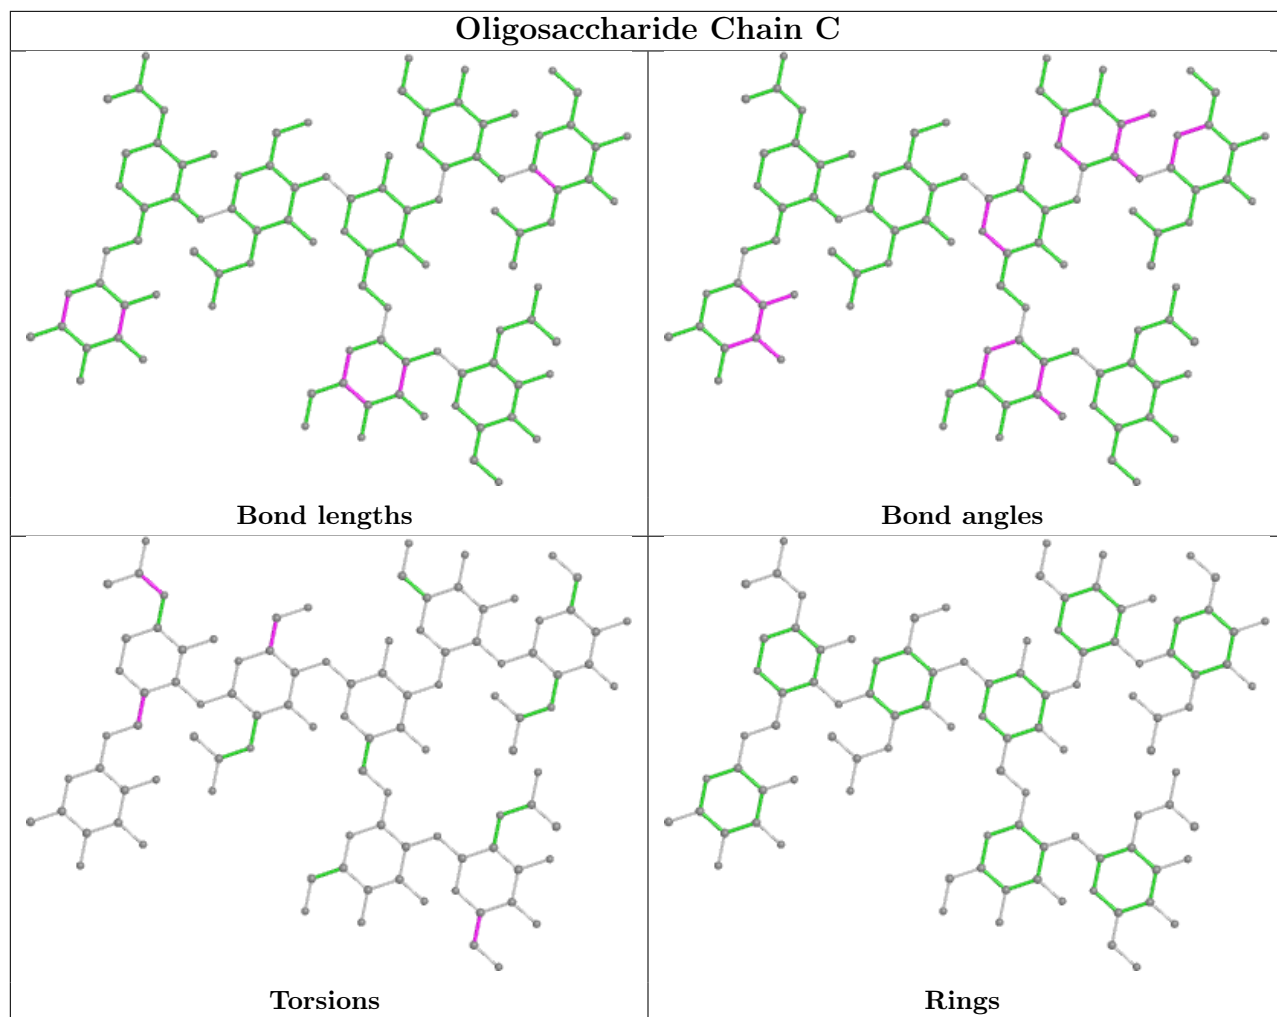 Oligosaccharide Chain C
Bond lengths
Bond angles
Torsions
Rings